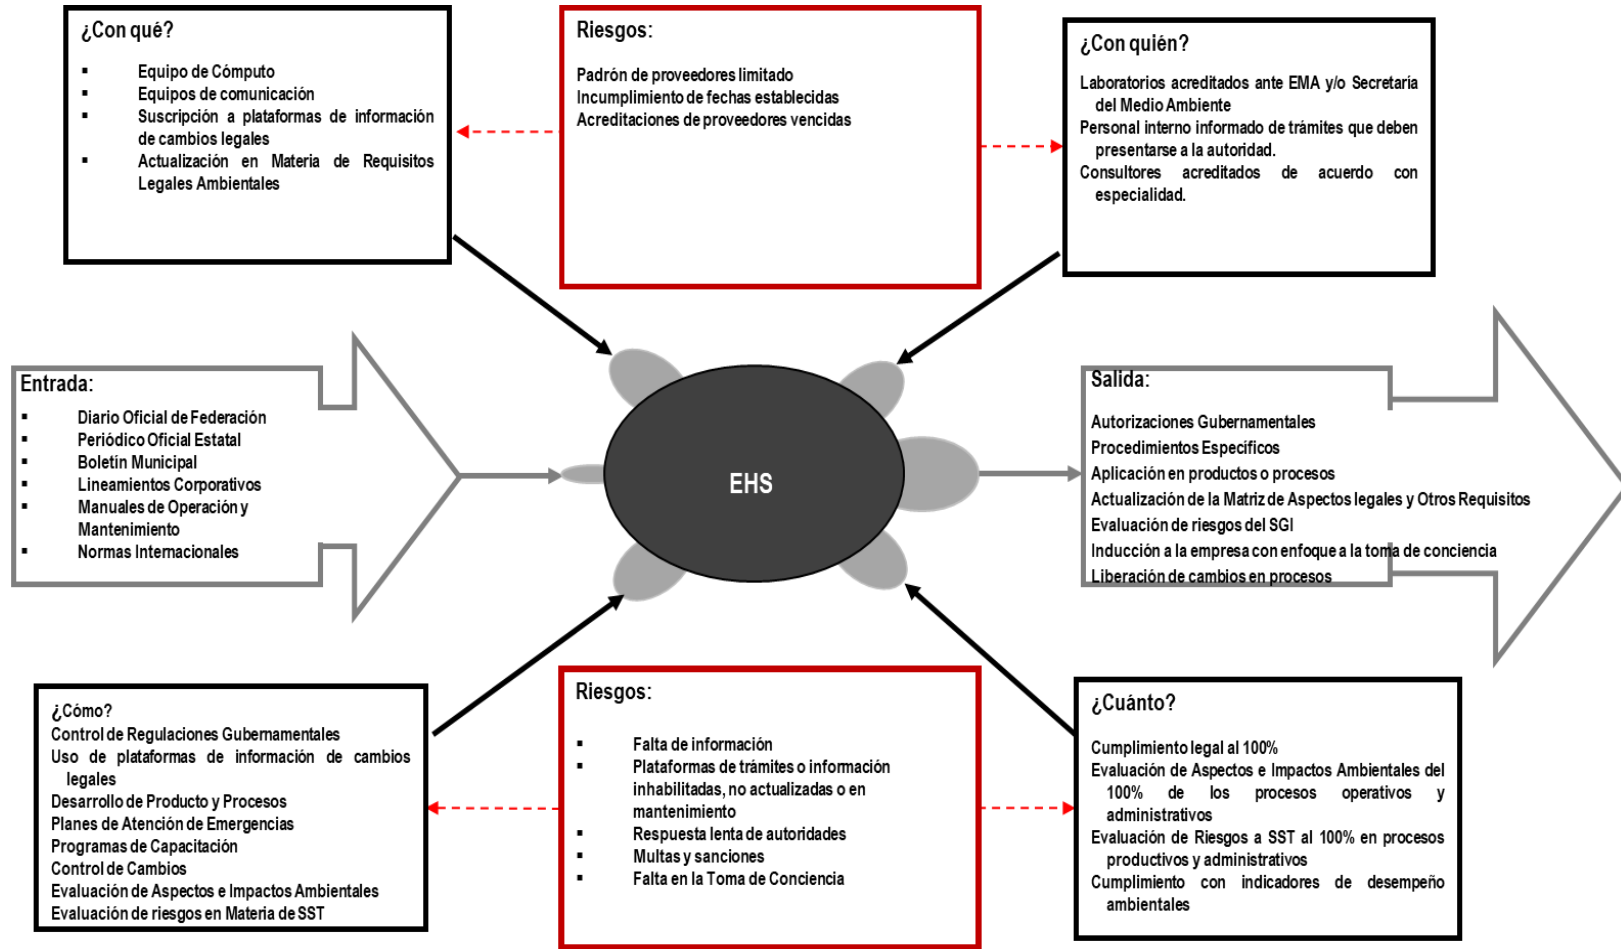 ¿Con qué?
▪ Equipo de Cómputo
▪ Equipos de comunicación
▪ Suscripción a plataformas de información
de cambios legales
▪ Actualización en Materia de Requisitos
Legales Ambientales
Riesgos:
Padrón de proveedores limitado
Incumplimiento de fechas establecidas
Acreditaciones de proveedores vencidas
¿Con quién?
Laboratorios acreditados ante EMA y/o Secretaría
del Medio Ambiente
Personal interno informado de trámites que deben
presentarse a la autoridad.
Consultores acreditados de acuerdo con
especialidad.
Entrada:
▪ Diario Oficial de Federación
▪ Periódico Oficial Estatal
▪ Boletín Municipal
▪ Lineamientos Corporativos
▪ Manuales de Operación y
Mantenimiento
▪ Normas Internacionales
EHS
Salida:
Autorizaciones Gubernamentales
Procedimientos Específicos
Aplicación en productos o procesos
Actualización de la Matriz de Aspectos legales y Otros Requisitos
Evaluación de riesgos del SGI
Inducción a la empresa con enfoque a la toma de conciencia
Liberación de cambios en procesos
¿Cómo?
Control de Regulaciones Gubernamentales
Uso de plataformas de información de cambios
legales
Desarrollo de Producto y Procesos
Planes de Atención de Emergencias
Programas de Capacitación
Control de Cambios
Evaluación de Aspectos e Impactos Ambientales
Evaluación de riesgos en Materia de SST
Riesgos:
▪ Falta de información
▪ Plataformas de trámites o información
inhabilitadas, no actualizadas o en
mantenimiento
▪ Respuesta lenta de autoridades
▪ Multas y sanciones
▪ Falta en la Toma de Conciencia
¿Cuánto?
Cumplimiento legal al 100%
Evaluación de Aspectos e Impactos Ambientales del
100% de los procesos operativos y
administrativos
Evaluación de Riesgos a SST al 100% en procesos
productivos y administrativos
Cumplimiento con indicadores de desempeño
ambientales